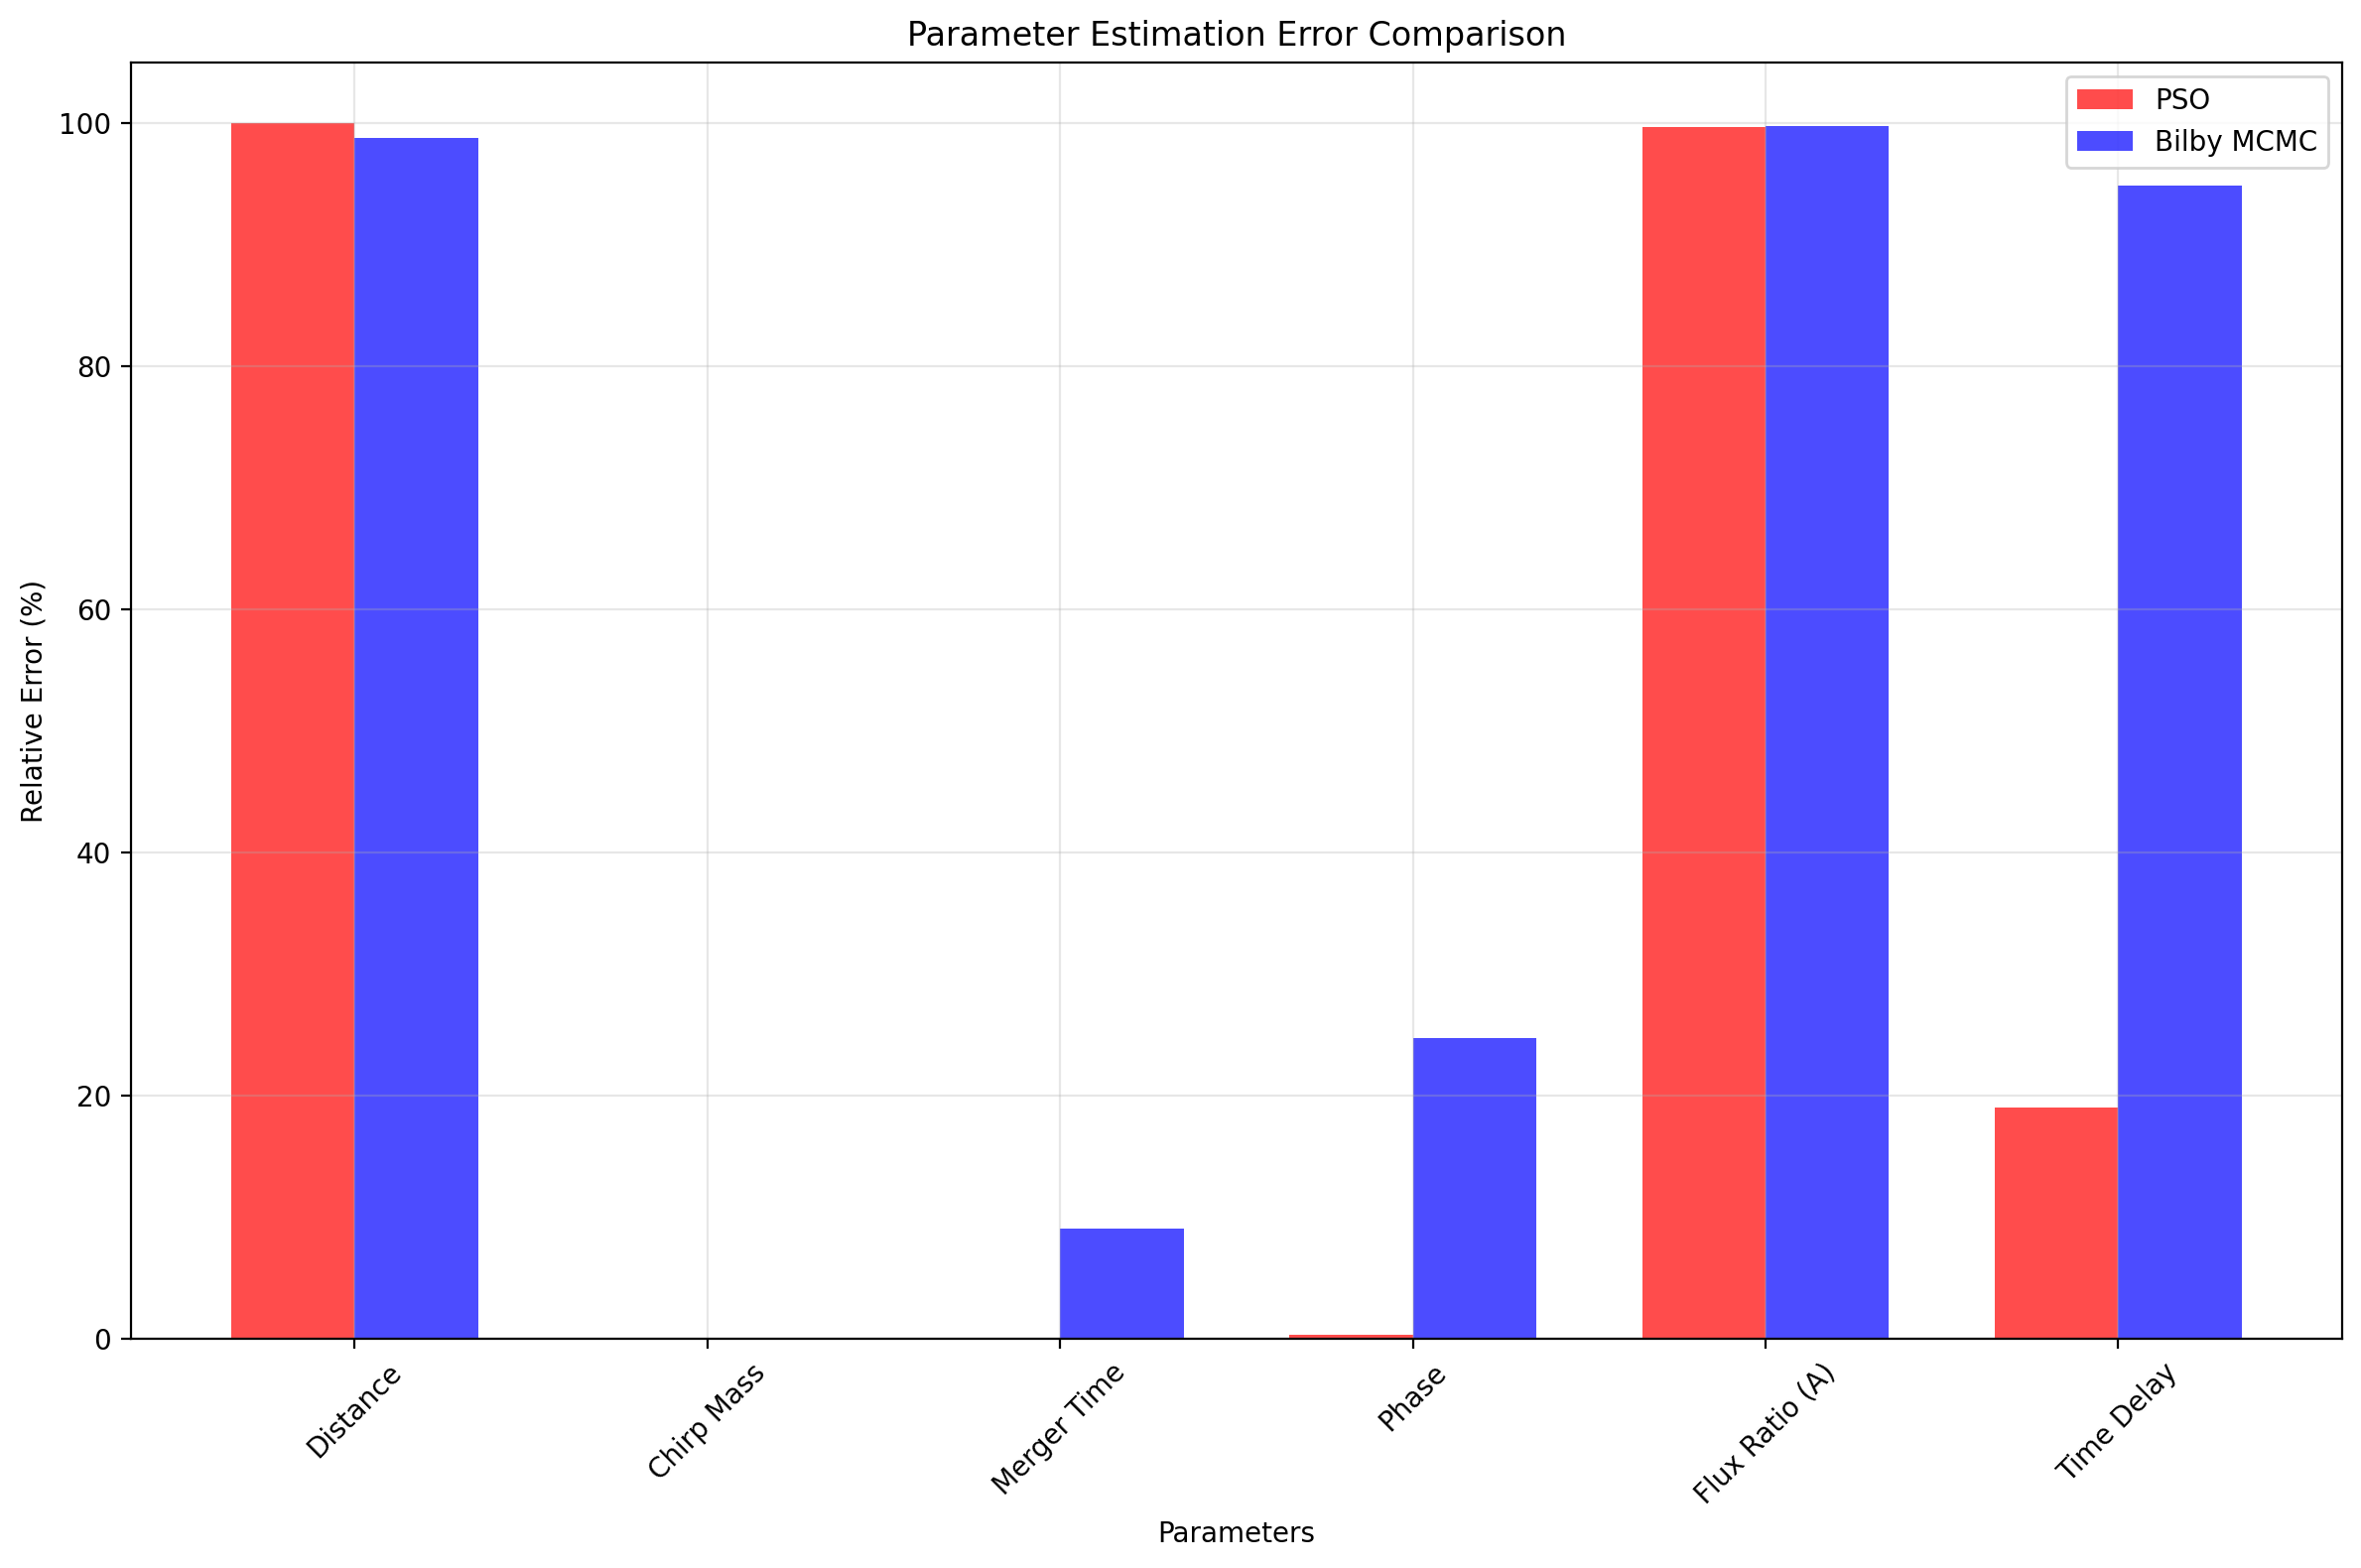 Parameter Estimation Error Comparison
PSO
Bilby MCMC
Relative Error (%)
100
80
60
40
20
0
Distance
Chirp Mass
Merger Time
Phase
Flux Ratio (A)
Time Delay
Parameters